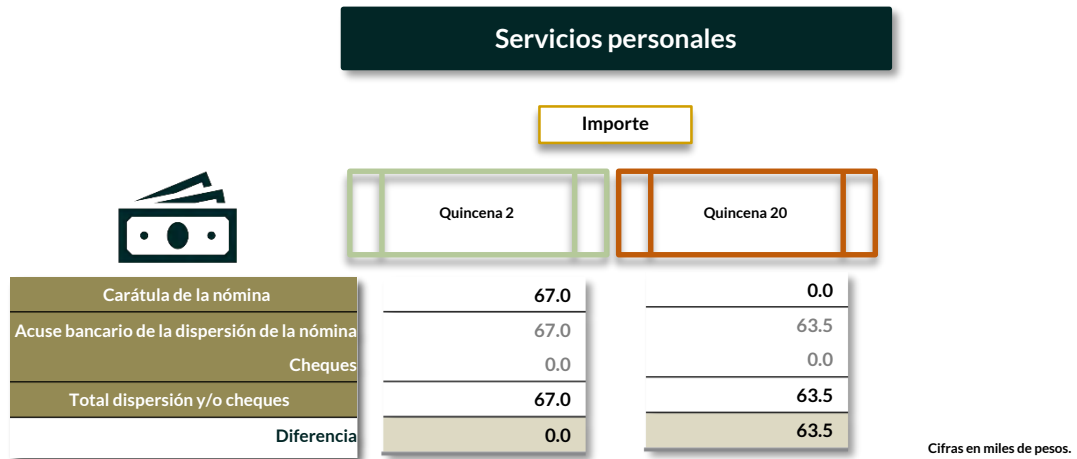 Servicios personales
Importe
Quincena 2
Quincena 20
Carátula de la nómina 67.0 0.0
Acuse bancario de la dispersión de la nómina 67.0 63.5
Cheques 0.0 0.0
Total dispersión y/o cheques 67.0 63.5
Diferencia 0.0 63.5
Cifras en miles de pesos.